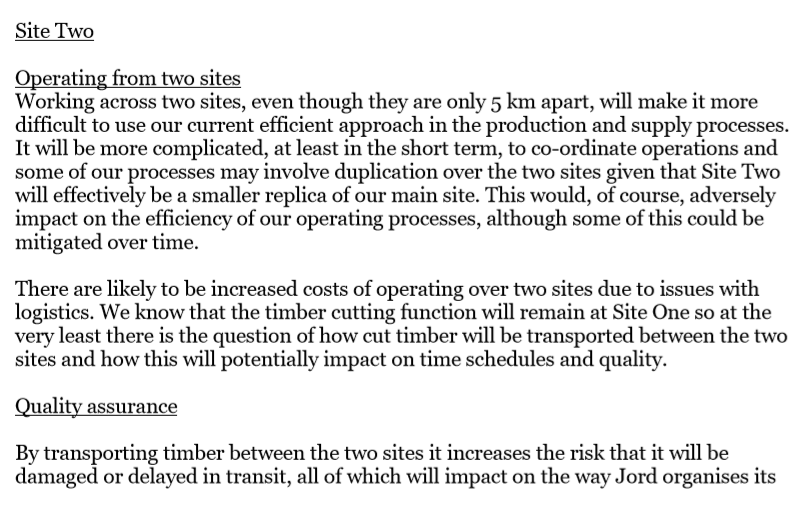 Site Two
Operating from two sites
Working across two sites, even though they are only 5 km apart, will make it more
difficult to use our current efficient approach in the production and supply processes.
It will be more complicated, at least in the short term, to co-ordinate operations and
some of our processes may involve duplication over the two sites given that Site Two
will effectively be a smaller replica of our main site. This would, of course, adversely
impact on the efficiency of our operating processes, although some of this could be
mitigated over time.
There are likely to be increased costs of operating over two sites due to issues with
logistics. We know that the timber cutting function will remain at Site One so at the
very least there is the question of how cut timber will be transported between the two
sites and how this will potentially impact on time schedules and quality.
Quality assurance
By transporting timber between the two sites it increases the risk that it will be
damaged or delayed in transit, all of which will impact on the way Jord organises its